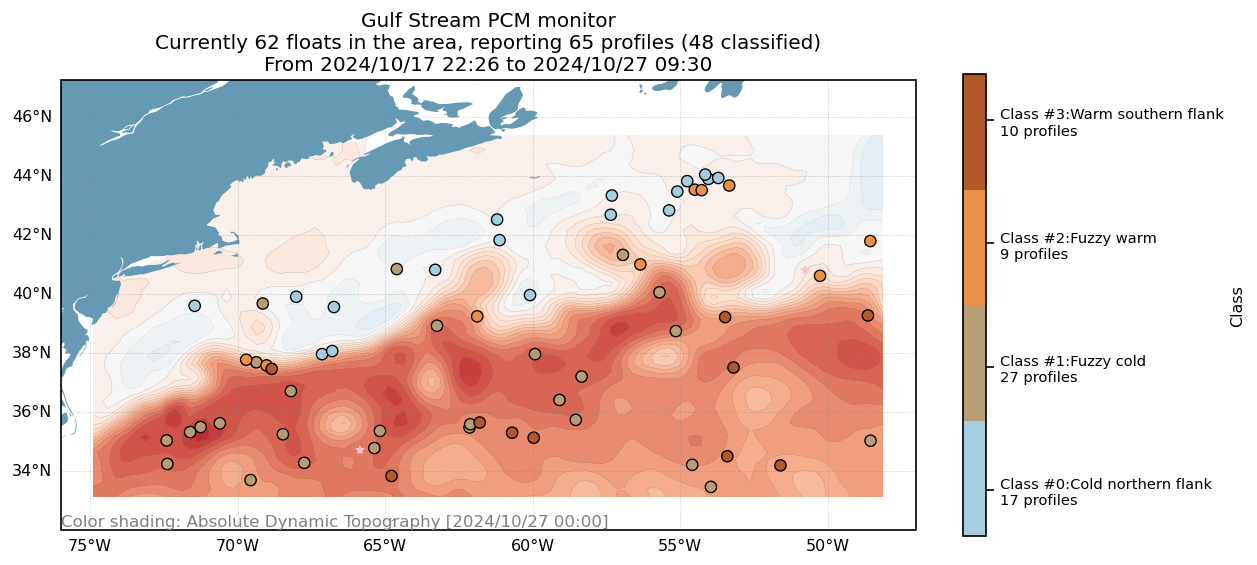 Gulf Stream PCM monitor
Currently 62 floats in the area, reporting 65 profiles (48 classified)
From 2024/10/17 22:26 to 2024/10/27 09:30
46°N
44°N
42°N
40°N
38°N
36°N
34°N
Color shading: Absolute Dynamic Topography [2024/10/27 00:00]
75°W
70°W
65°W
60°W
55°W
50°W
Class #3:Warm southern flank
10 profiles
Class #2:Fuzzy warm
9 profiles
Class #1:Fuzzy cold
27 profiles
Class #0:Cold northern flank
17 profiles
Class